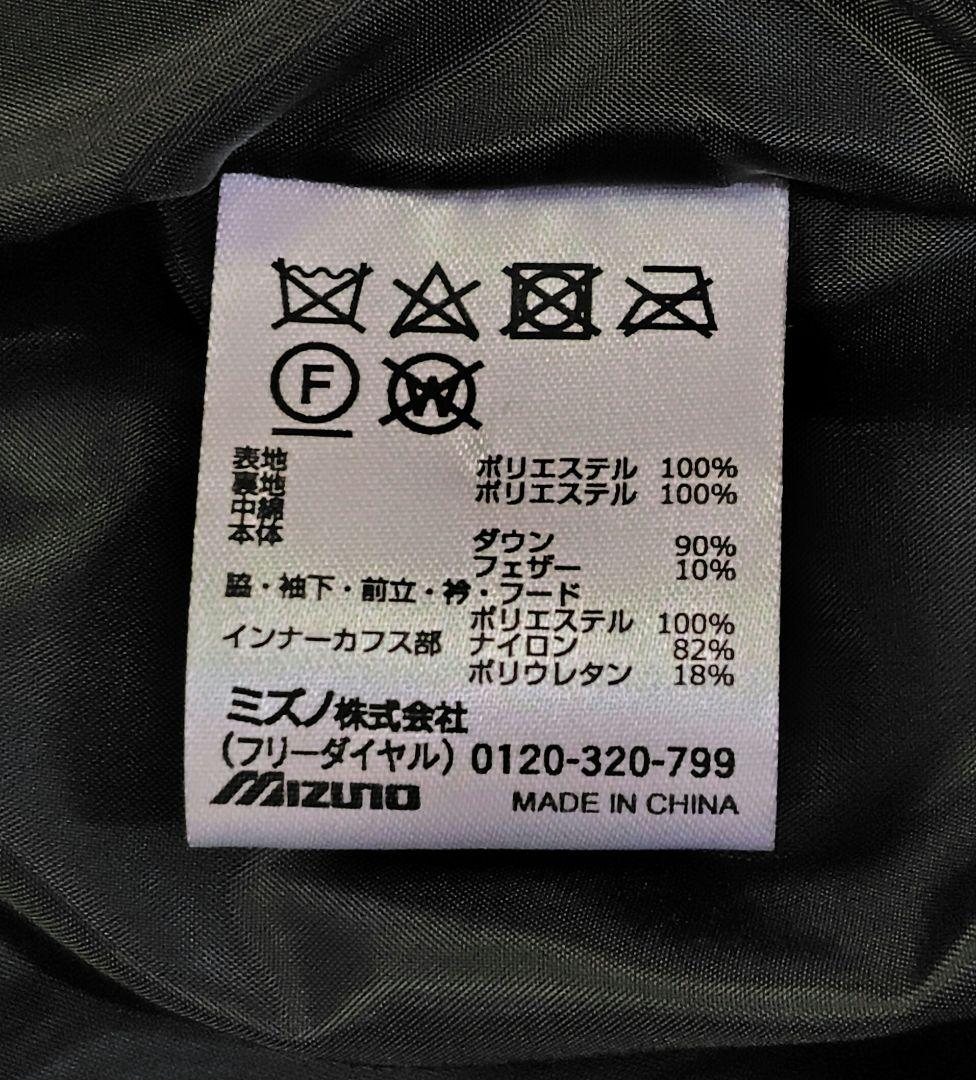 F W
表地 ポリエステル 100%
裏地 ポリエステル 100%
中綿
本体 ダウン 90%
フェザー 10%
脇・袖下・前立・衿・フード
ポリエステル 100%
インナーカフス部 ナイロン 82%
ポリウレタン 18%
ミズノ株式会社
(フリーダイヤル) 0120-320-799
MIZUNO MADE IN CHINA